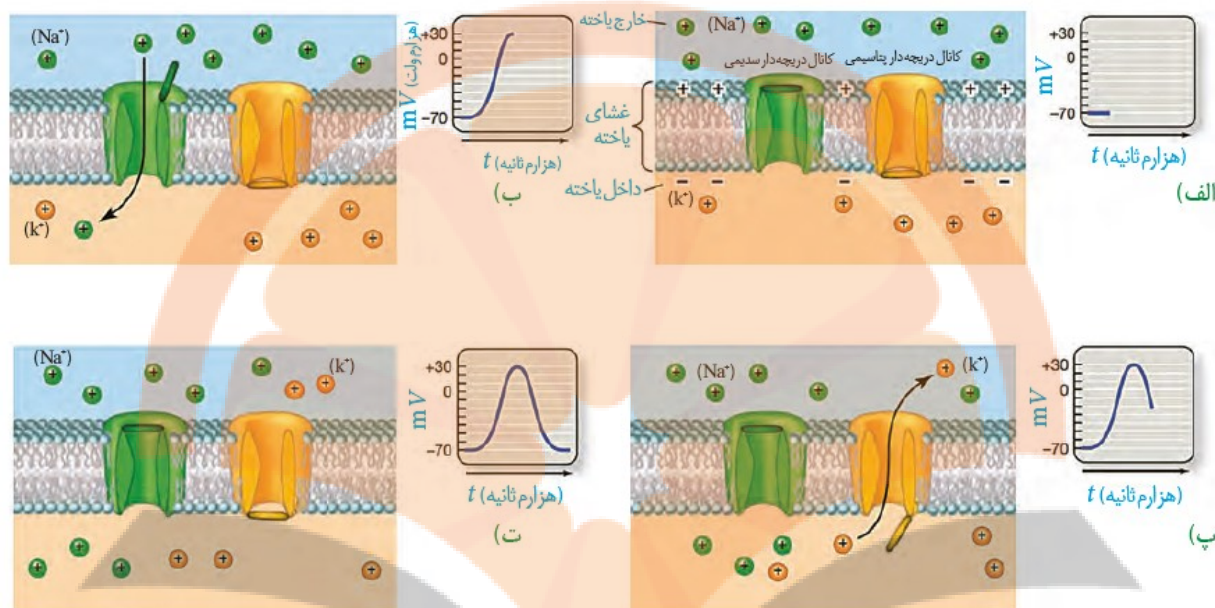 خارج یاخته
(Na⁺)
کانال دریچه‌دار سدیمی
کانال دریچه‌دار پتاسیمی
غشای
یاخته
داخل یاخته
(k⁺)
mV
+30
0
−70
t (هزارم ثانیه)
الف)
(Na⁺)
(k⁺)
mV (هزارم ولت)
+30
0
−70
t (هزارم ثانیه)
ب)
(Na⁺)
(k⁺)
mV
+30
0
−70
t (هزارم ثانیه)
پ)
(Na⁺)
(k⁺)
mV
+30
0
−70
t (هزارم ثانیه)
ت)